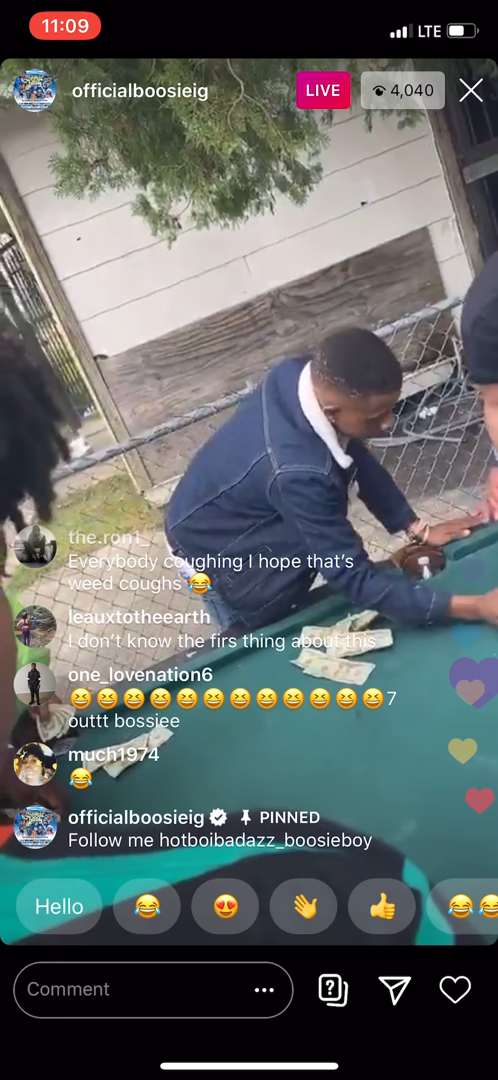 11:09
LTE
officialboosieig
LIVE
4,040
the.ron1_
Everybody coughing I hope that's
weed coughs 😂
leauxtotheearth
I don't know the firs thing about this
one_lovenation6
😆😆😆😆😆😆😆😆😆😆😆😆7
outtt bossiee
much1974
😂
officialboosieig PINNED
Follow me hotboibadazz_boosieboy
Hello 😂 😍 👋 👍 😂😂
Comment